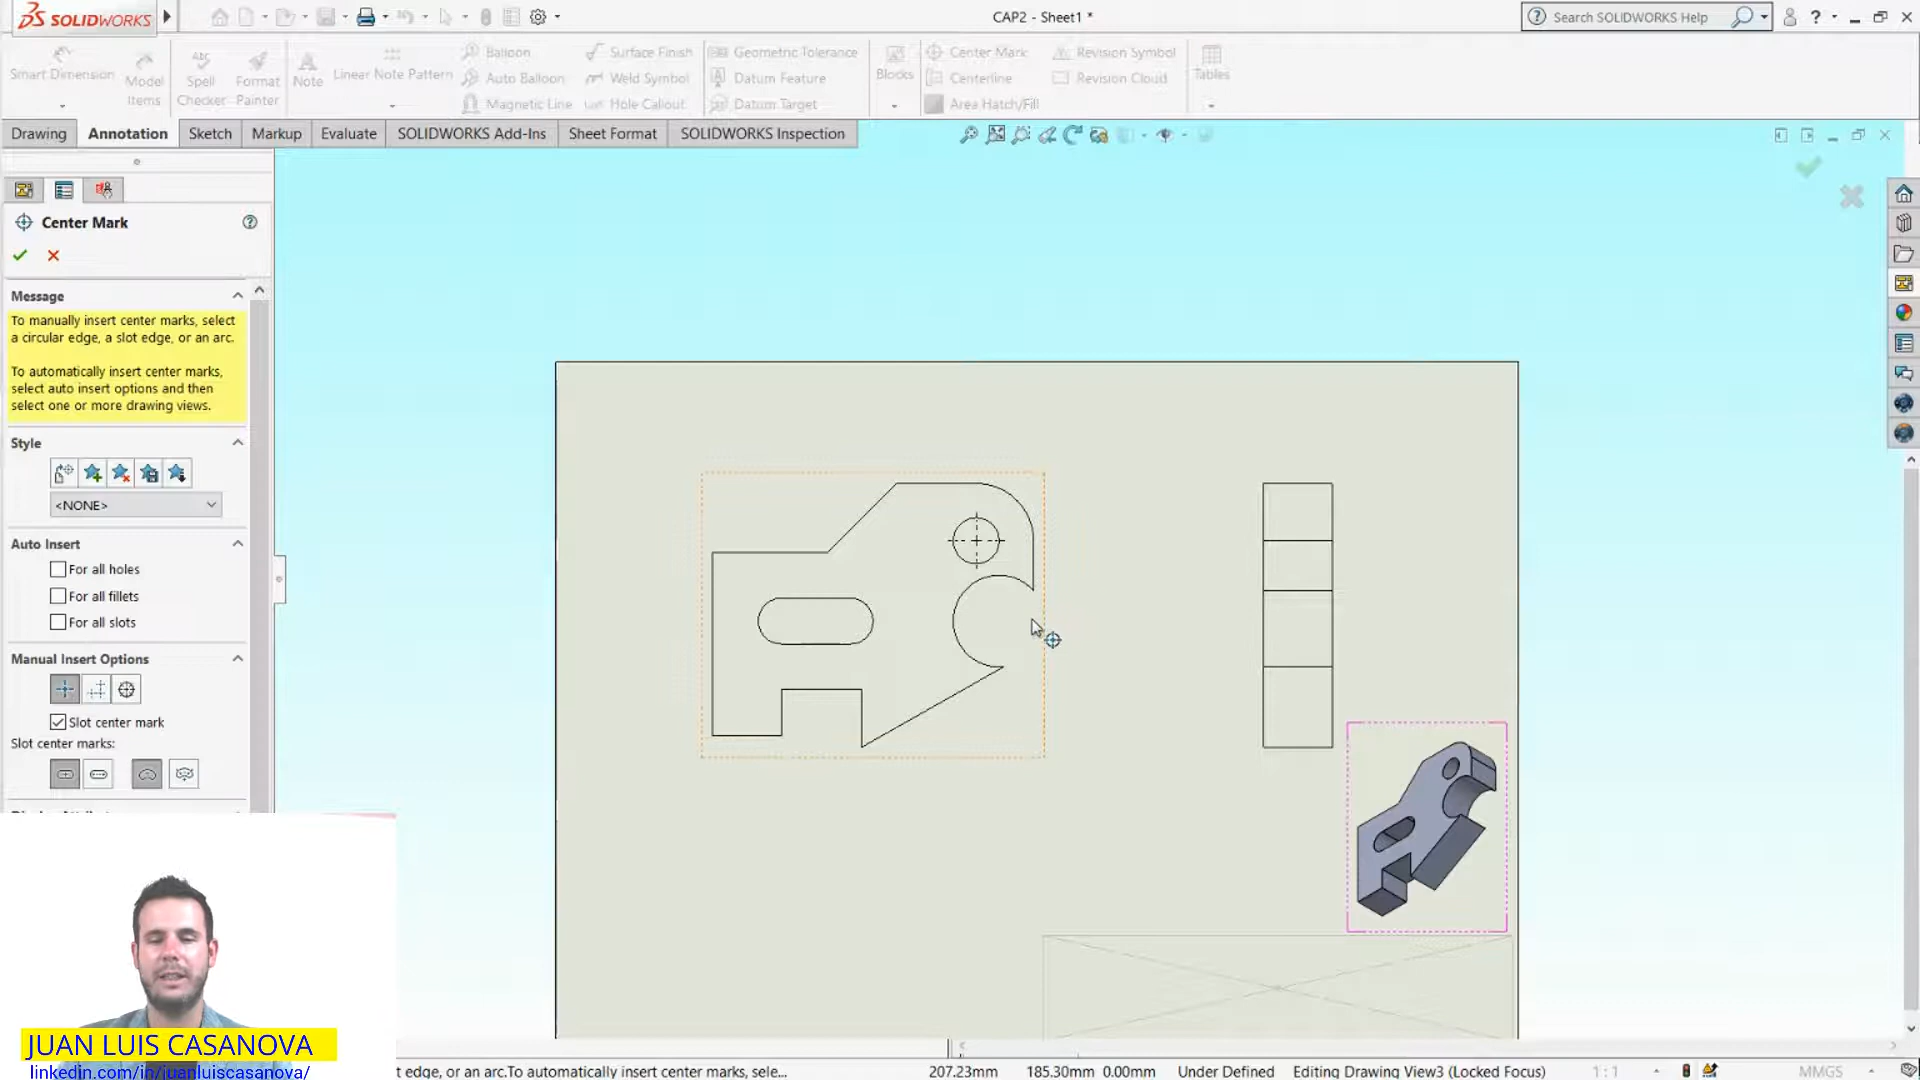 SOLIDWORKS
CAP2 - Sheet1 *
Search SOLIDWORKS Help
Smart Dimension
Model Items
Spell Checker
Format Painter
Note
Linear Note Pattern
Balloon
Auto Balloon
Magnetic Line
Surface Finish
Weld Symbol
Hole Callout
Geometric Tolerance
Datum Feature
Datum Target
Blocks
Center Mark
Centerline
Area Hatch/Fill
Revision Symbol
Revision Cloud
Tables
Drawing
Annotation
Sketch
Markup
Evaluate
SOLIDWORKS Add-Ins
Sheet Format
SOLIDWORKS Inspection
Center Mark
Message
To manually insert center marks, select
a circular edge, a slot edge, or an arc.
To automatically insert center marks,
select auto insert options and then
select one or more drawing views.
Style
<NONE>
Auto Insert
For all holes
For all fillets
For all slots
Manual Insert Options
Slot center mark
Slot center marks:
JUAN LUIS CASANOVA
linkedin.com/in/juanluiscasanova/
t edge, or an arc.To automatically insert center marks, sele...
207.23mm
185.30mm
0.00mm
Under Defined
Editing Drawing View3 (Locked Focus)
1 : 1
MMGS